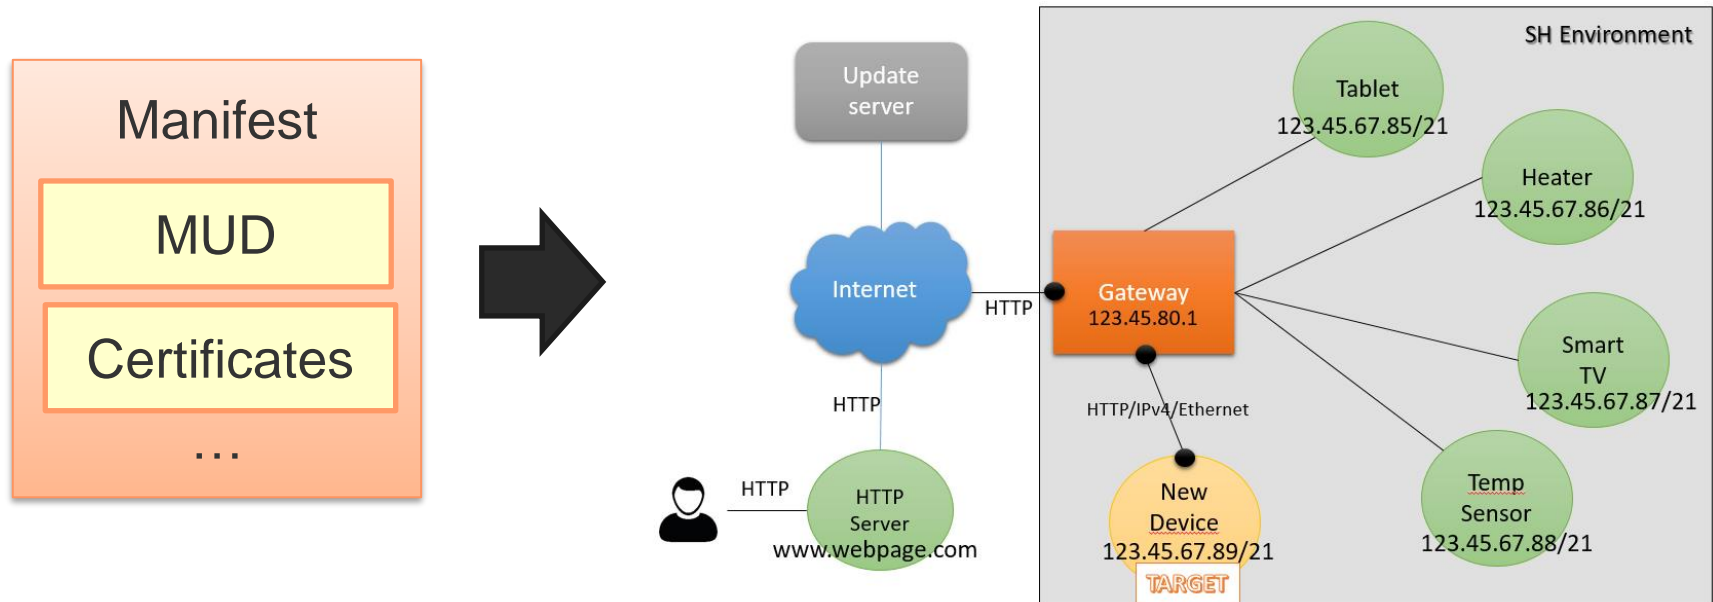 Manifest
MUD
Certificates
...
Update
server
Internet
HTTP
HTTP
HTTP
HTTP
Server
www.webpage.com
SH Environment
Tablet
123.45.67.85/21
Heater
123.45.67.86/21
Gateway
123.45.80.1
Smart
TV
123.45.67.87/21
HTTP/IPv4/Ethernet
Temp
Sensor
123.45.67.88/21
New
Device
123.45.67.89/21
TARGET